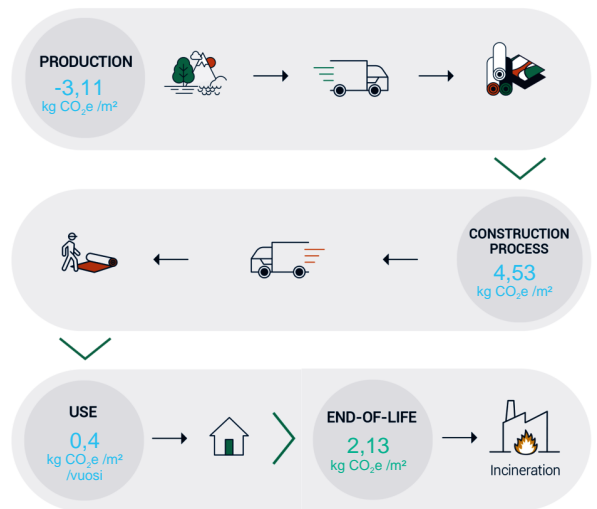 PRODUCTION
-3,11
kg CO₂e /m²
CONSTRUCTION
PROCESS
4,53
kg CO₂e /m²
USE
0,4
kg CO₂e /m²
/vuosi
END-OF-LIFE
2,13
kg CO₂e /m²
Incineration